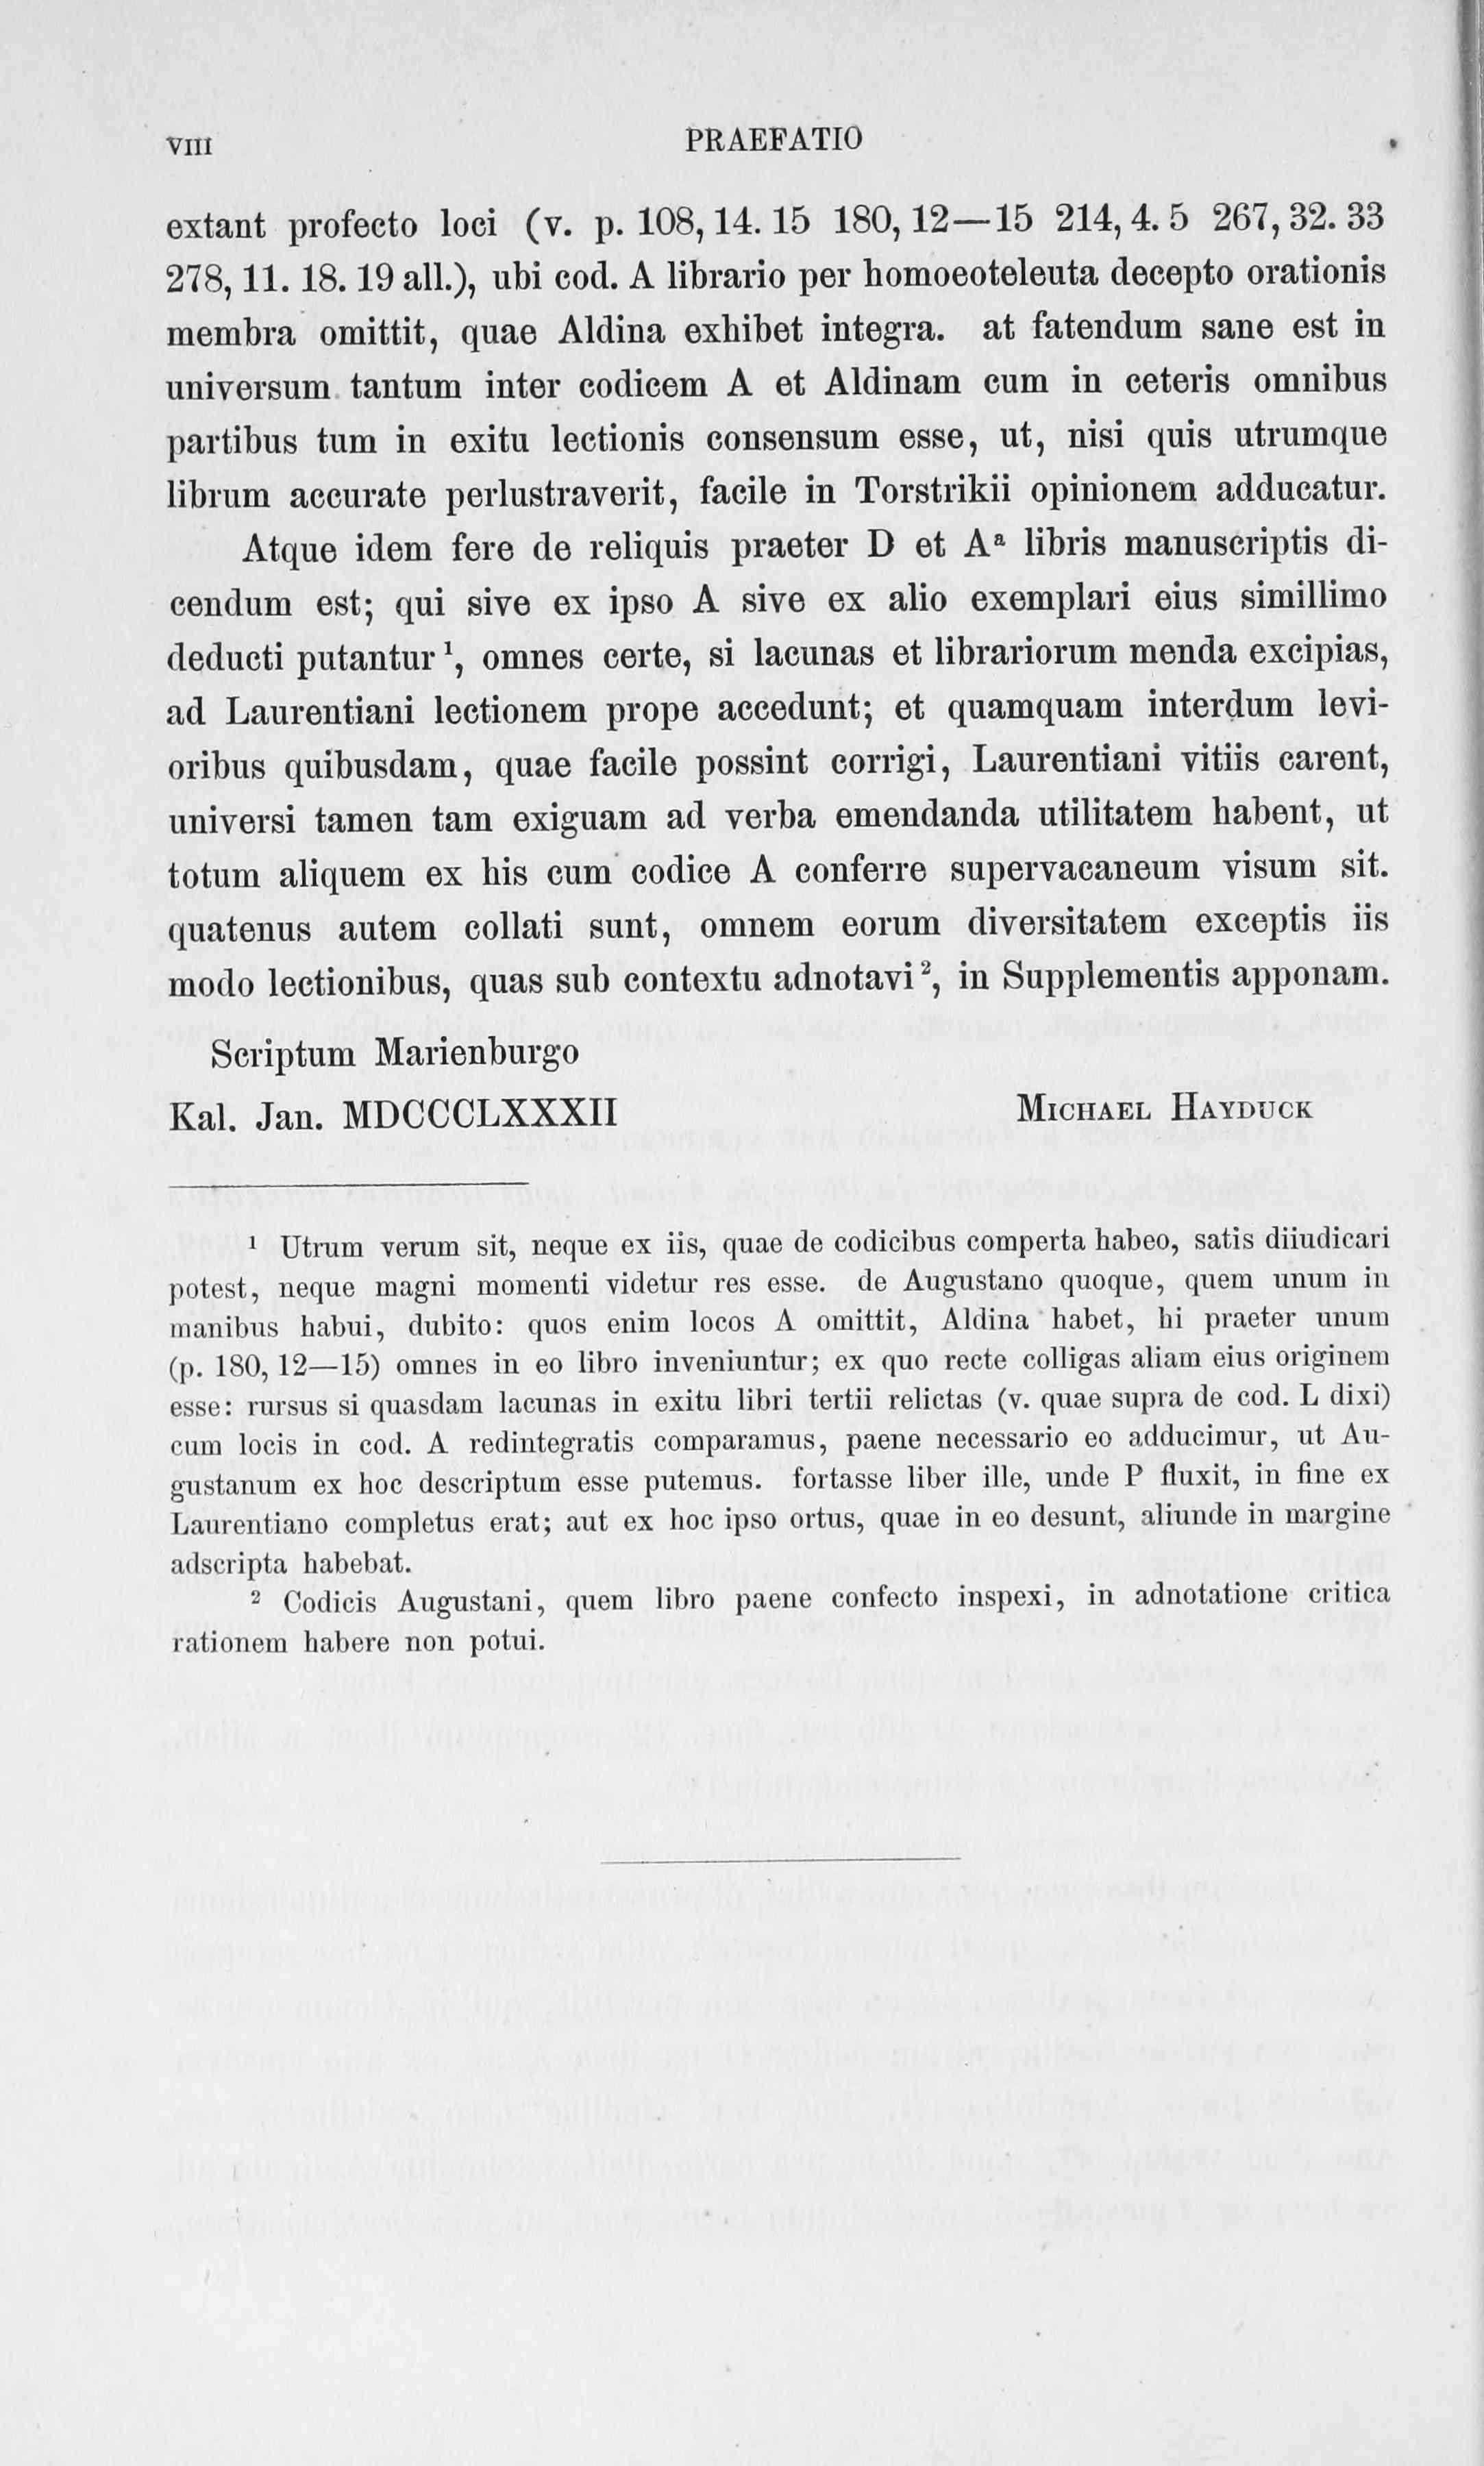 VIII
PRAEFATIO
extant profecto loci (v. p. 108, 14. 15 180, 12—15 214, 4. 5 267, 32. 33
278, 11. 18. 19 all.), ubi cod. A librario per homoeoteleuta decepto orationis
membra omittit, quae Aldina exhibet integra. at fatendum sane est in
universum tantum inter codicem A et Aldinam cum in ceteris omnibus
partibus tum in exitu lectionis consensum esse, ut, nisi quis utrumque
librum accurate perlustraverit, facile in Torstrikii opinionem adducatur.
Atque idem fere de reliquis praeter D et Aᵃ libris manuscriptis di-
cendum est; qui sive ex ipso A sive ex alio exemplari eius simillimo
deducti putantur ¹, omnes certe, si lacunas et librariorum menda excipias,
ad Laurentiani lectionem prope accedunt; et quamquam interdum levi-
oribus quibusdam, quae facile possint corrigi, Laurentiani vitiis carent,
universi tamen tam exiguam ad verba emendanda utilitatem habent, ut
totum aliquem ex his cum codice A conferre supervacaneum visum sit.
quatenus autem collati sunt, omnem eorum diversitatem exceptis iis
modo lectionibus, quas sub contextu adnotavi ², in Supplementis apponam.
Scriptum Marienburgo
Kal. Jan. MDCCCLXXXII
MICHAEL HAYDUCK
¹ Utrum verum sit, neque ex iis, quae de codicibus comperta habeo, satis diiudicari
potest, neque magni momenti videtur res esse. de Augustano quoque, quem unum in
manibus habui, dubito: quos enim locos A omittit, Aldina habet, hi praeter unum
(p. 180, 12—15) omnes in eo libro inveniuntur; ex quo recte colligas aliam eius originem
esse: rursus si quasdam lacunas in exitu libri tertii relictas (v. quae supra de cod. L dixi)
cum locis in cod. A redintegratis comparamus, paene necessario eo adducimur, ut Au-
gustanum ex hoc descriptum esse putemus. fortasse liber ille, unde P fluxit, in fine ex
Laurentiano completus erat; aut ex hoc ipso ortus, quae in eo desunt, aliunde in margine
adscripta habebat.
² Codicis Augustani, quem libro paene confecto inspexi, in adnotatione critica
rationem habere non potui.